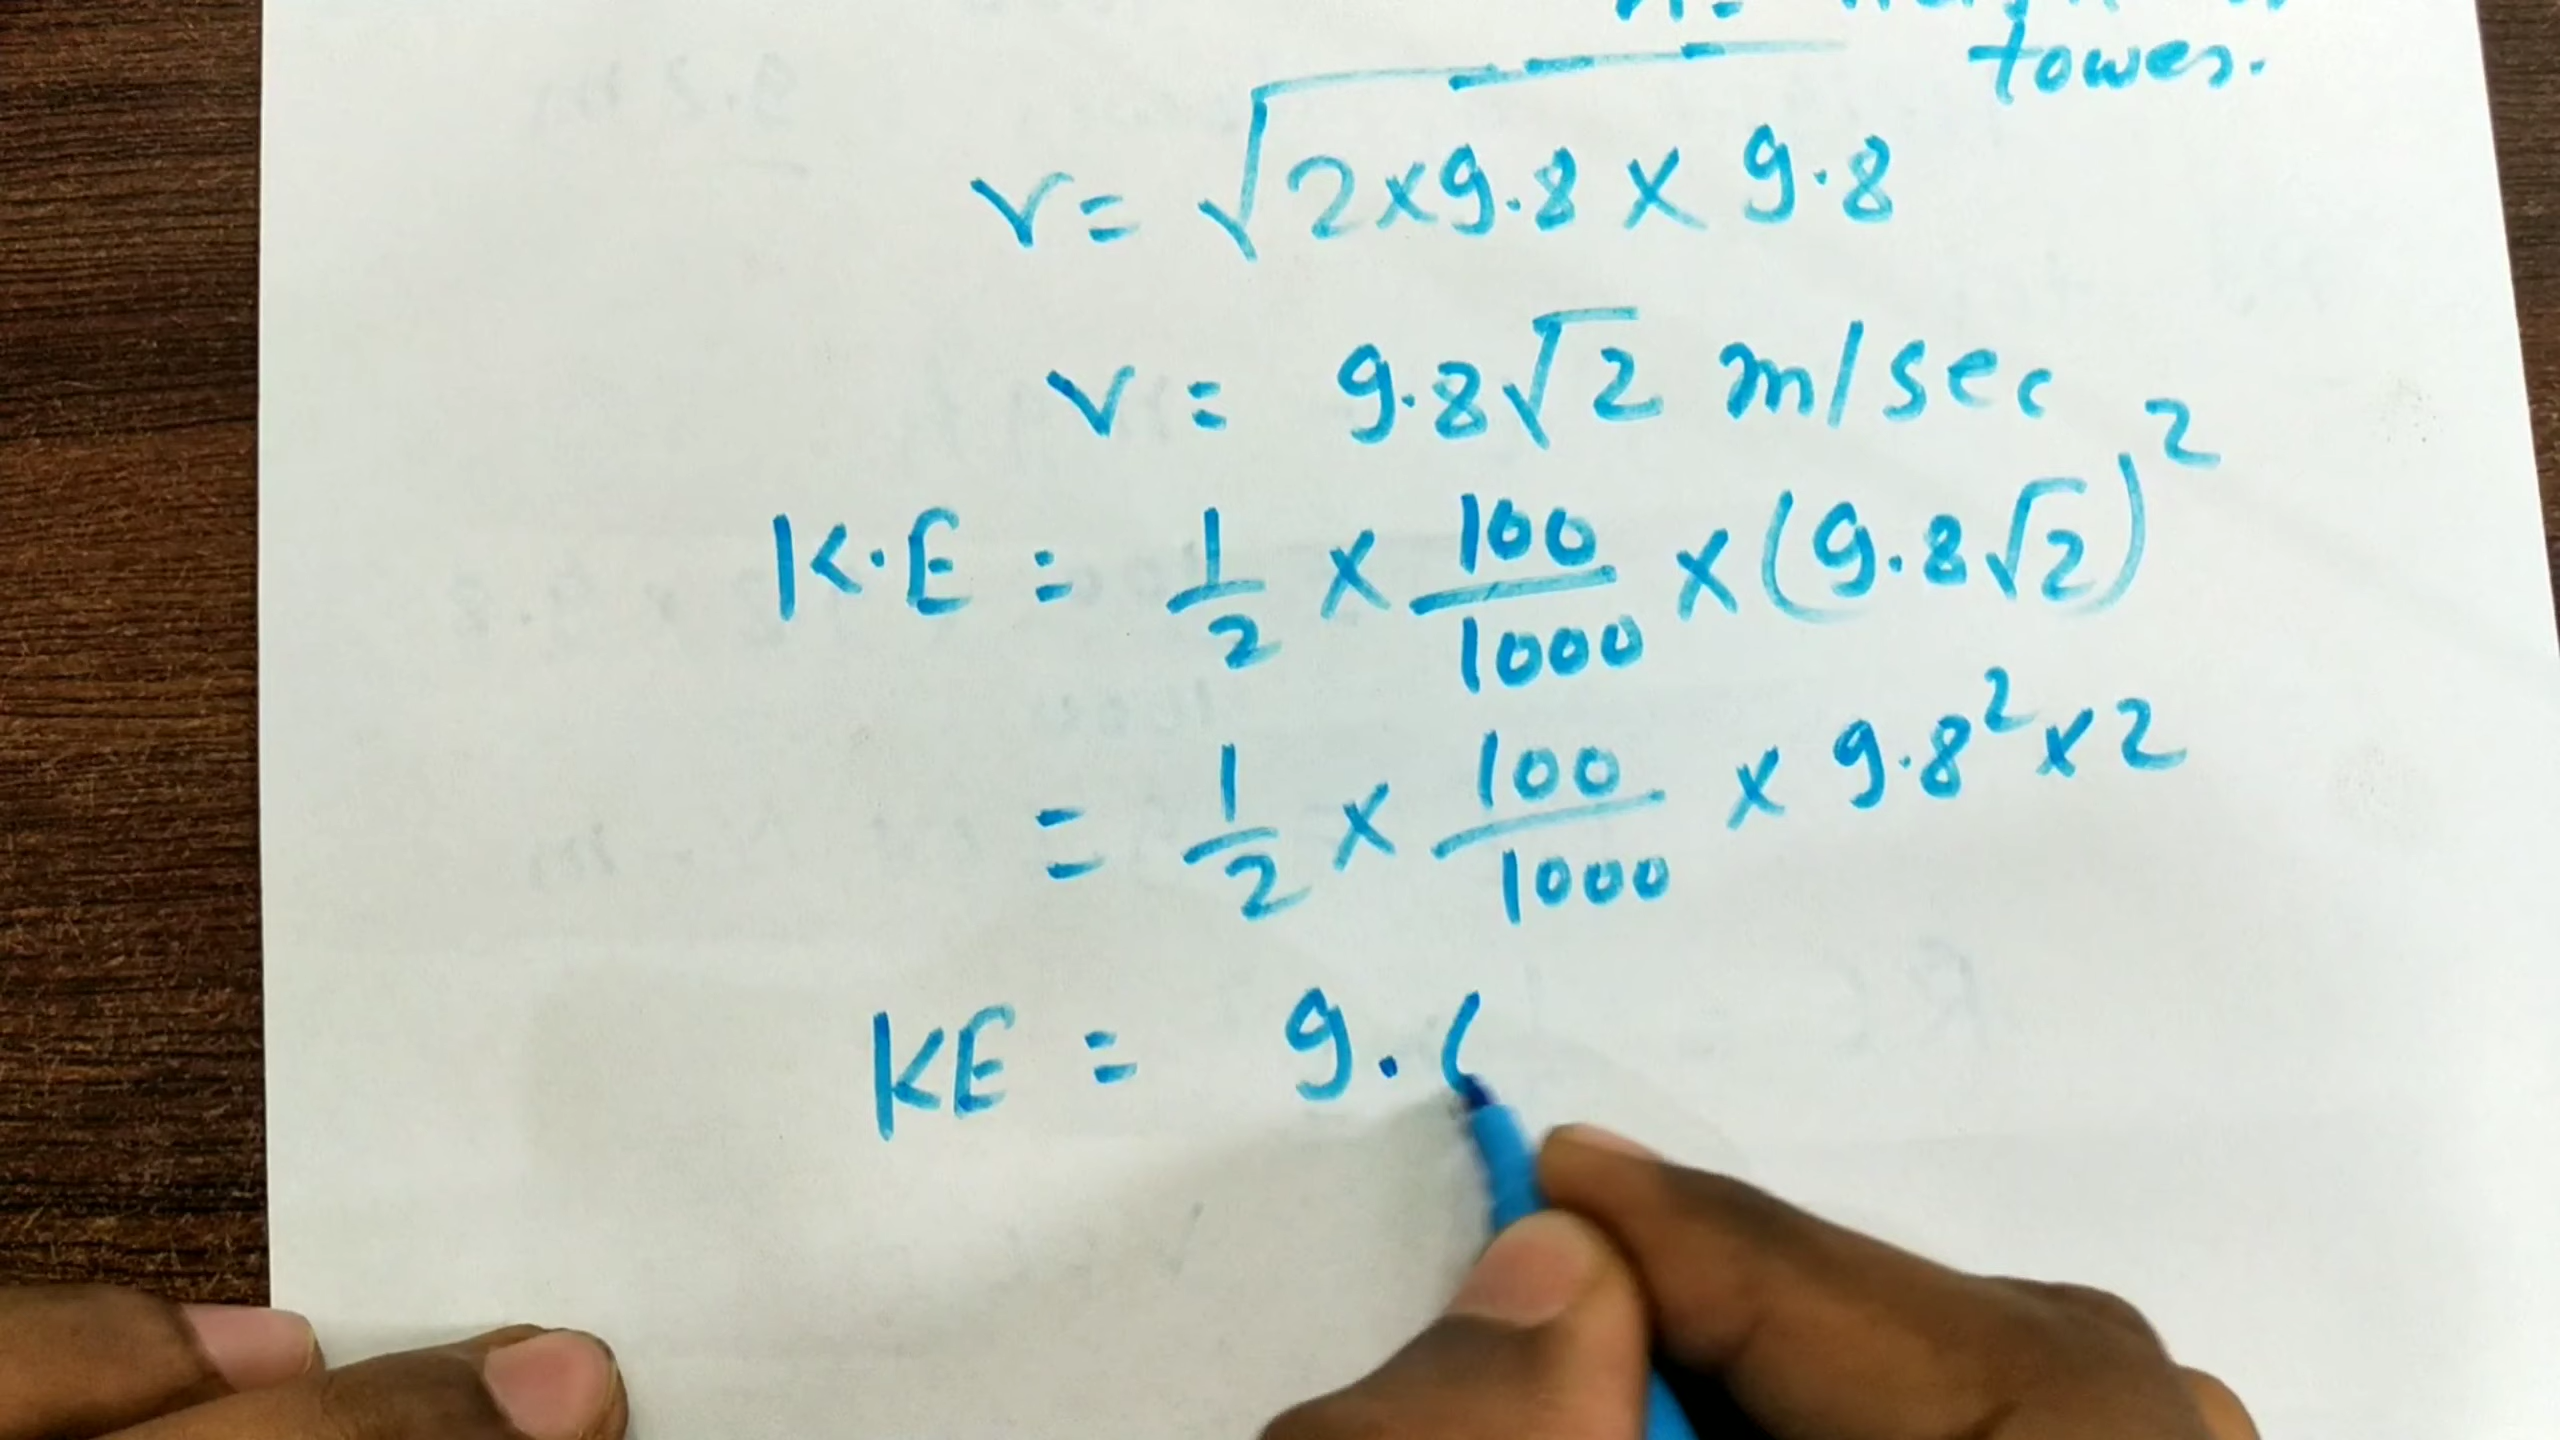 tower.
v = √2×9.8 × 9.8
v = 9.8√2 m/sec
K.E = 1/2 × 100/1000 × (9.8√2)²
= 1/2 × 100/1000 × 9.8² × 2
KE = 9.